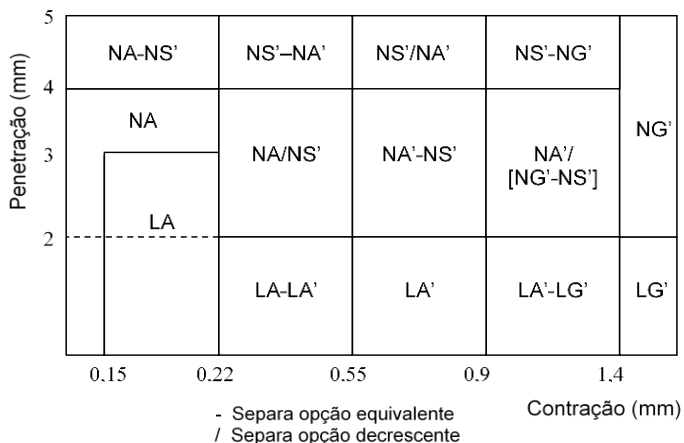 5
NA-NS’
NS’–NA’
NS’/NA’
NS’-NG’
4
NA
NG’
Penetração (mm)
3
NA/NS’
NA’-NS’
NA’/
[NG’-NS’]
LA
2
LA-LA’
LA’
LA’-LG’
LG’
0,15
0,22
0,55
0,9
1,4
Contração (mm)
- Separa opção equivalente
/ Separa opção decrescente